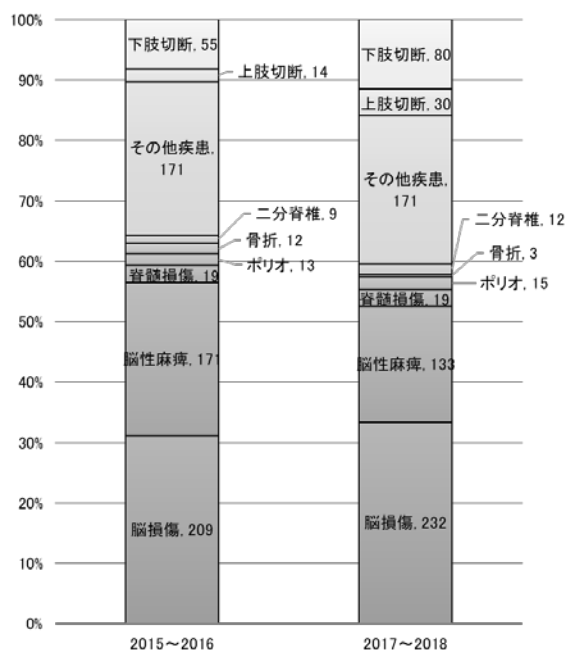 100%
90%
80%
70%
60%
50%
40%
30%
20%
10%
0%
下肢切断, 55
上肢切断, 14
その他疾患,
171
二分脊椎, 9
骨折, 12
ポリオ, 13
脊髄損傷, 19
脳性麻痺, 171
脳損傷, 209
2015～2016
下肢切断, 80
上肢切断, 30
その他疾患,
171
二分脊椎, 12
骨折, 3
ポリオ, 15
脊髄損傷, 19
脳性麻痺, 133
脳損傷, 232
2017～2018